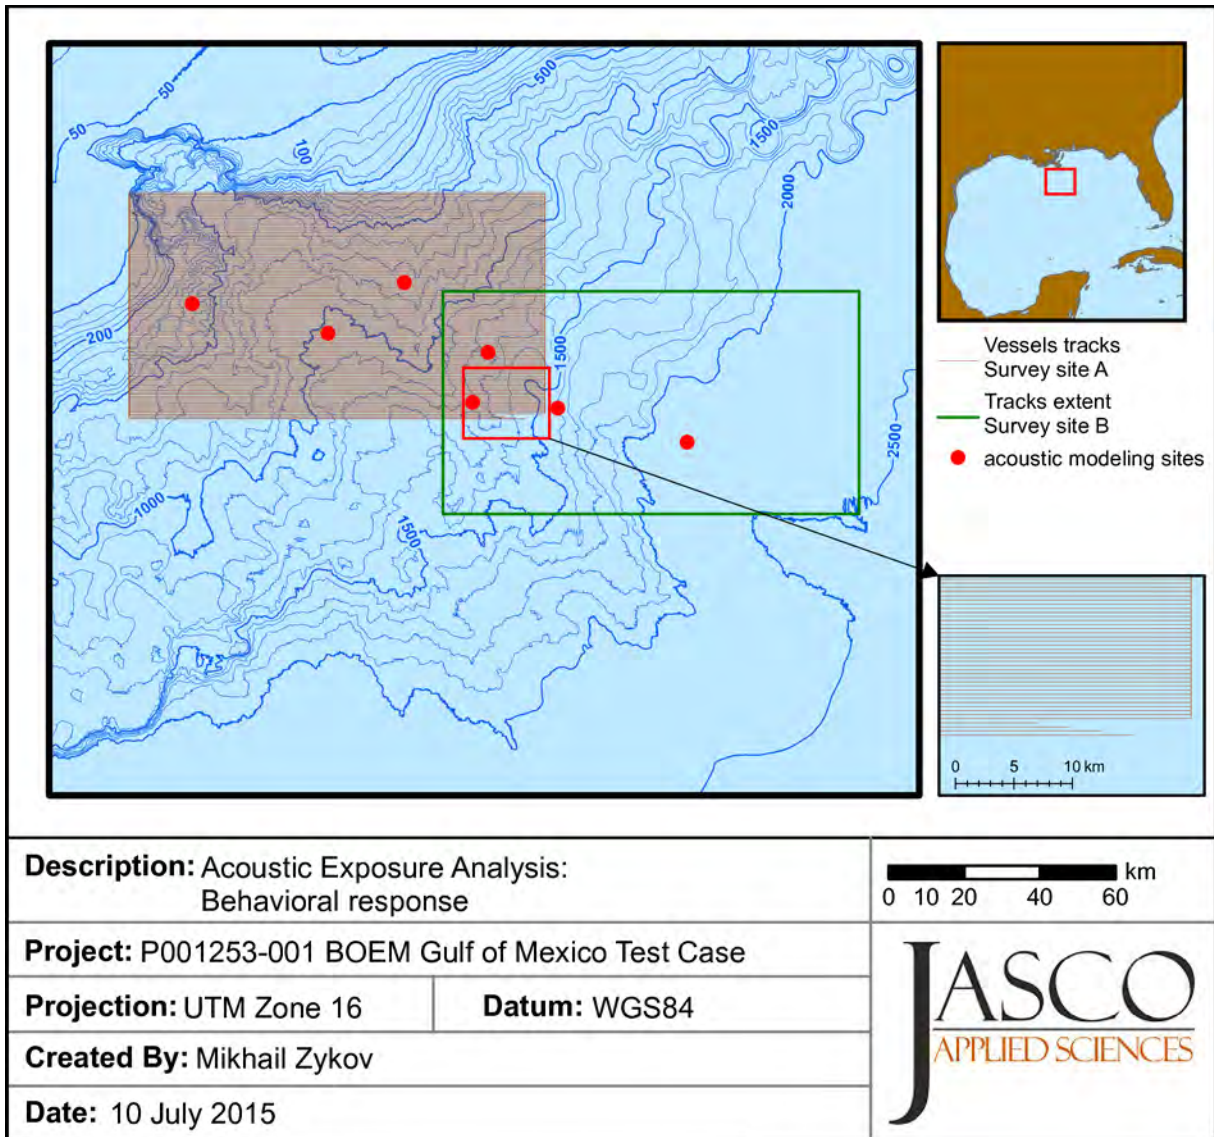 50
50
100
500
1500
2000
200
1500
2500
1000
1500
Vessels tracks
Survey site A
Tracks extent
Survey site B
acoustic modeling sites
0 5 10 km
Description: Acoustic Exposure Analysis:
Behavioral response
km
0 10 20 40 60
Project: P001253-001 BOEM Gulf of Mexico Test Case
Projection: UTM Zone 16
Datum: WGS84
Created By: Mikhail Zykov
Date: 10 July 2015
JASCO
APPLIED SCIENCES